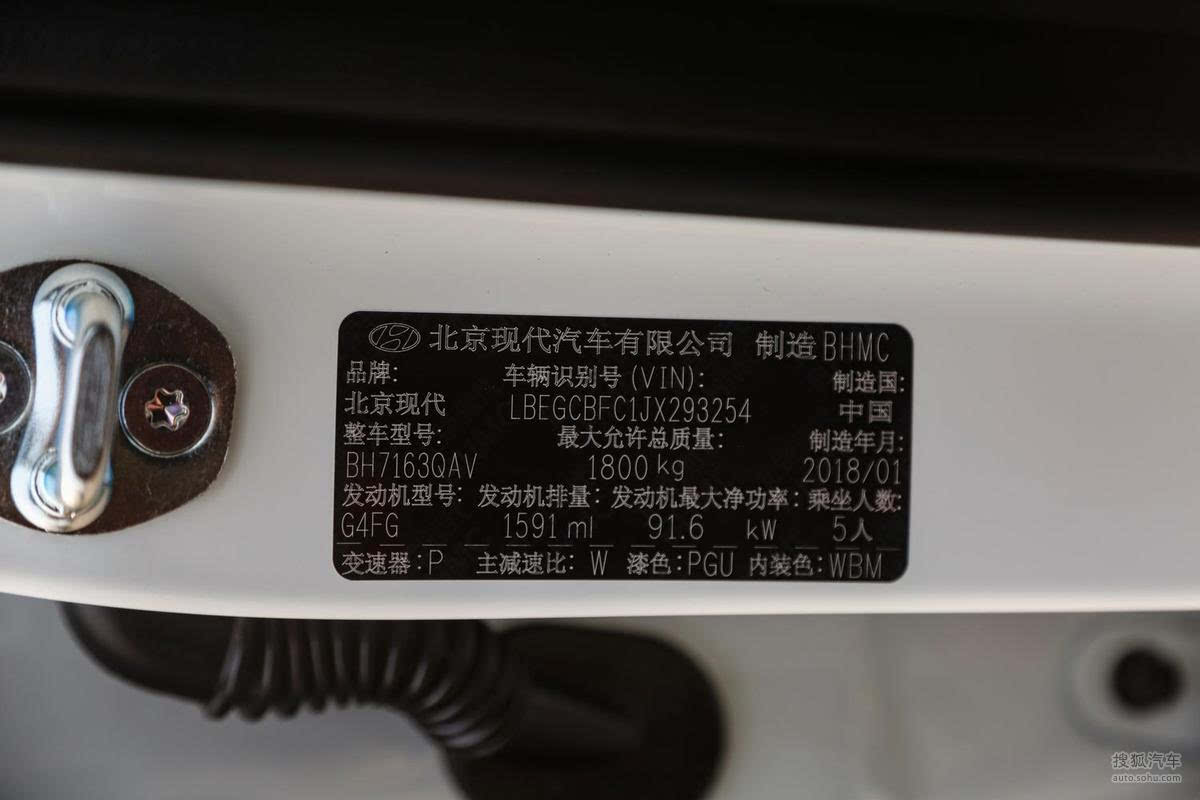 北京现代汽车有限公司 制造 BHMC
品牌: 车辆识别号(VIN): 制造国:
北京现代 LBEGCBFC1JX293254 中国
整车型号: 最大允许总质量: 制造年月:
BH7163QAV 1800kg 2018/01
发动机型号: 发动机排量: 发动机最大净功率: 乘坐人数:
G4FG 1591ml 91.6 kW 5人
变速器:P 主减速比: W 漆色:PGU 内装色:WBM
搜狐汽车
auto.sohu.com